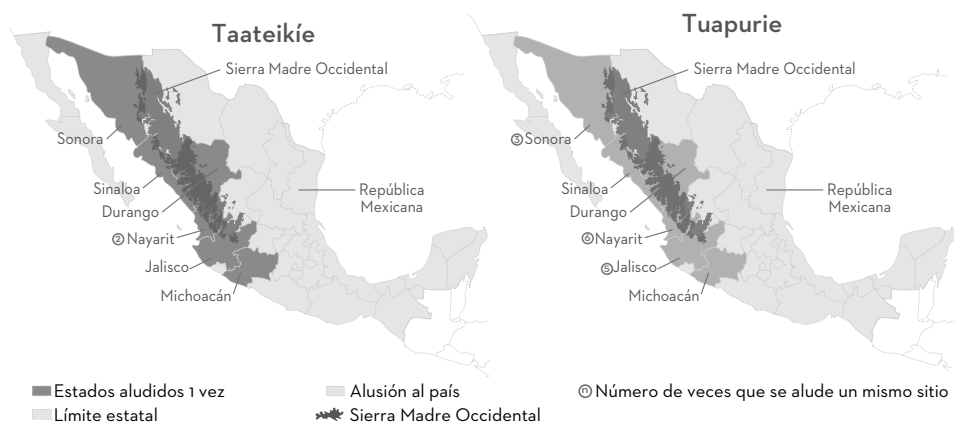 Taateikíe
Sierra Madre Occidental
Sonora
Sinaloa
Durango
② Nayarit
Jalisco
Michoacán
República
Mexicana
Tuapurie
Sierra Madre Occidental
③ Sonora
Sinaloa
Durango
⑥ Nayarit
⑤ Jalisco
Michoacán
República
Mexicana
Estados aludidos 1 vez
Límite estatal
Alusión al país
Sierra Madre Occidental
ⓝ Número de veces que se alude un mismo sitio